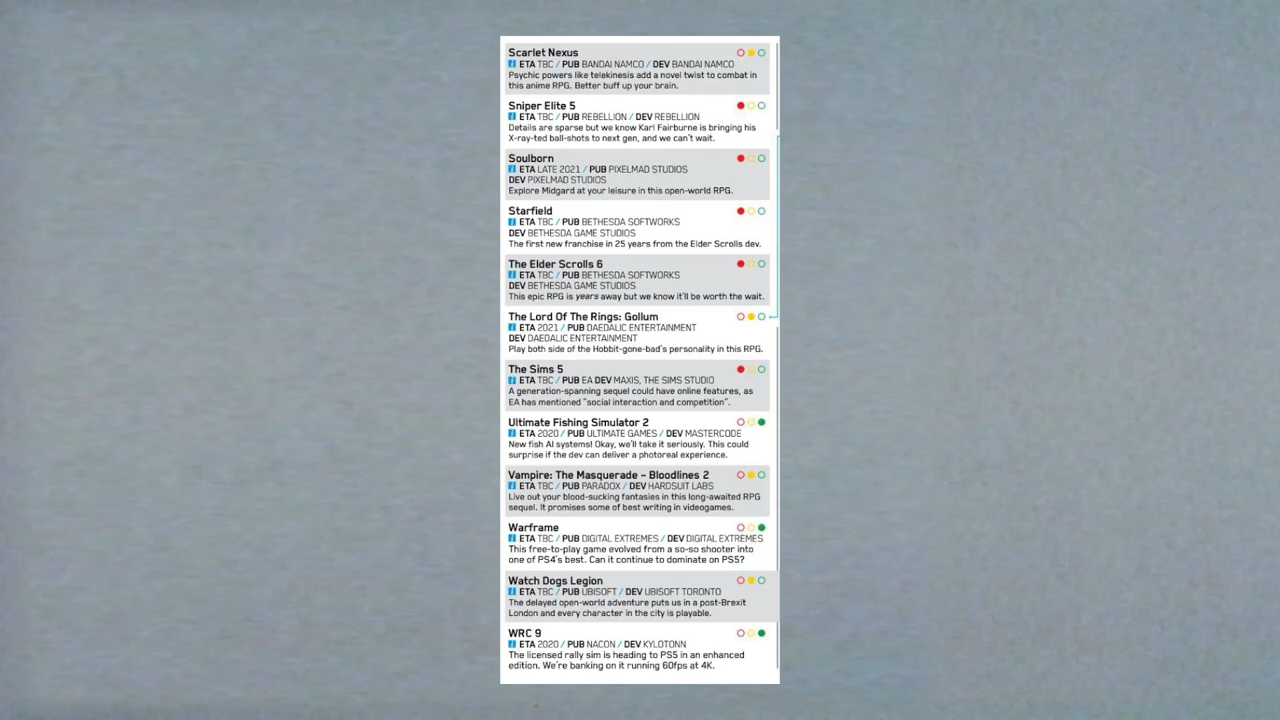 Scarlet Nexus
i ETA TBC / PUB BANDAI NAMCO / DEV BANDAI NAMCO
Psychic powers like telekinesis add a novel twist to combat in
this anime RPG. Better buff up your brain.
Sniper Elite 5
i ETA TBC / PUB REBELLION / DEV REBELLION
Details are sparse but we know Karl Fairburne is bringing his
X-ray-ted ball-shots to next gen, and we can't wait.
Soulborn
i ETA LATE 2021 / PUB PIXELMAD STUDIOS
DEV PIXELMAD STUDIOS
Explore Midgard at your leisure in this open-world RPG.
Starfield
i ETA TBC / PUB BETHESDA SOFTWORKS
DEV BETHESDA GAME STUDIOS
The first new franchise in 25 years from the Elder Scrolls dev.
The Elder Scrolls 6
i ETA TBC / PUB BETHESDA SOFTWORKS
DEV BETHESDA GAME STUDIOS
This epic RPG is years away but we know it'll be worth the wait.
The Lord Of The Rings: Gollum
i ETA 2021 / PUB DAEDALIC ENTERTAINMENT
DEV DAEDALIC ENTERTAINMENT
Play both side of the Hobbit-gone-bad's personality in this RPG.
The Sims 5
i ETA TBC / PUB EA DEV MAXIS, THE SIMS STUDIO
A generation-spanning sequel could have online features, as
EA has mentioned "social interaction and competition".
Ultimate Fishing Simulator 2
i ETA 2020 / PUB ULTIMATE GAMES / DEV MASTERCODE
New fish AI systems! Okay, we'll take it seriously. This could
surprise if the dev can deliver a photoreal experience.
Vampire: The Masquerade – Bloodlines 2
i ETA TBC / PUB PARADOX / DEV HARDSUIT LABS
Live out your blood-sucking fantasies in this long-awaited RPG
sequel. It promises some of best writing in videogames.
Warframe
i ETA TBC / PUB DIGITAL EXTREMES / DEV DIGITAL EXTREMES
This free-to-play game evolved from a so-so shooter into
one of PS4's best. Can it continue to dominate on PS5?
Watch Dogs Legion
i ETA TBC / PUB UBISOFT / DEV UBISOFT TORONTO
The delayed open-world adventure puts us in a post-Brexit
London and every character in the city is playable.
WRC 9
i ETA 2020 / PUB NACON / DEV KYLOTONN
The licensed rally sim is heading to PS5 in an enhanced
edition. We're banking on it running 60fps at 4K.